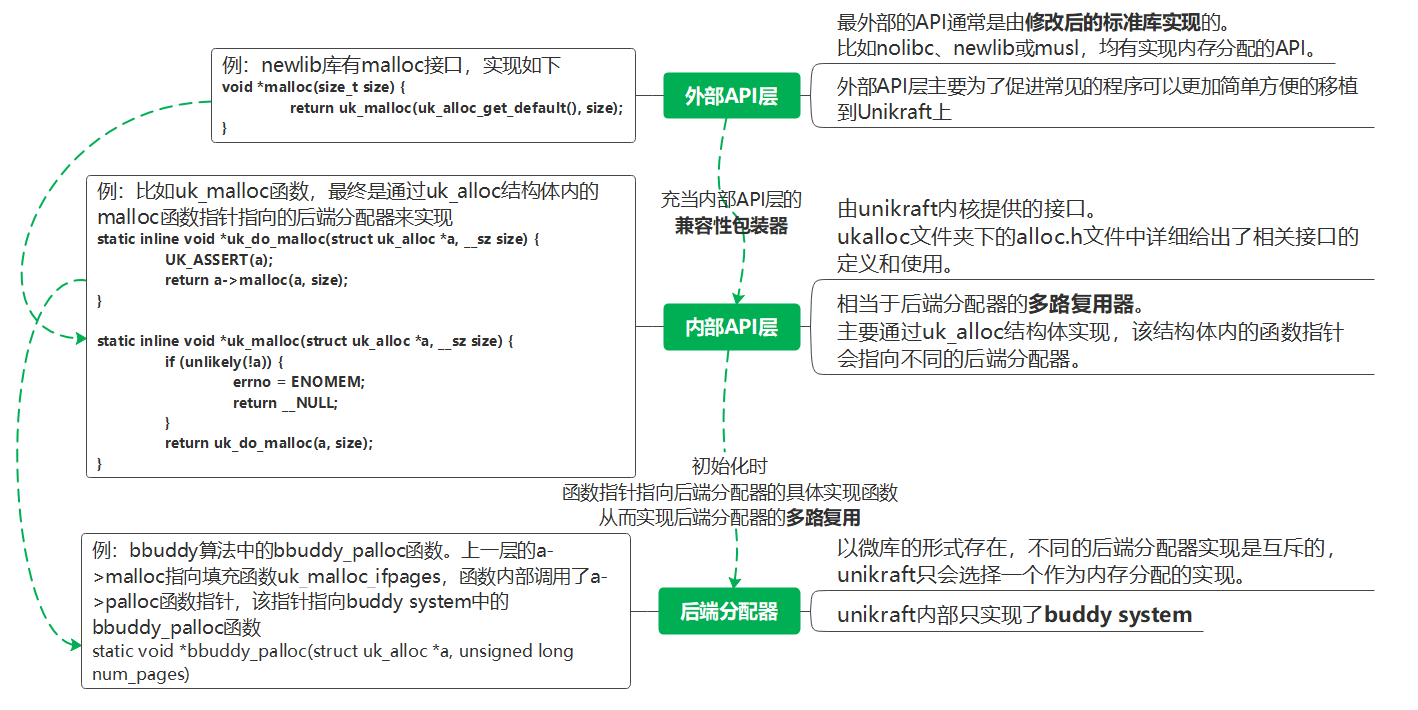 最外部的API通常是由修改后的标准库实现的。
比如nolibc、newlib或musl，均有实现内存分配的API。
例：newlib库有malloc接口，实现如下
void *malloc(size_t size) {
return uk_malloc(uk_alloc_get_default(), size);
}
外部API层
外部API层主要为了促进常见的程序可以更加简单方便的移植
到Unikraft上
例：比如uk_malloc函数，最终是通过uk_alloc结构体内的
malloc函数指针指向的后端分配器来实现
static inline void *uk_do_malloc(struct uk_alloc *a, __sz size) {
UK_ASSERT(a);
return a->malloc(a, size);
}
static inline void *uk_malloc(struct uk_alloc *a, __sz size) {
if (unlikely(!a)) {
errno = ENOMEM;
return __NULL;
}
return uk_do_malloc(a, size);
}
充当内部API层的
兼容性包装器
由unikraft内核提供的接口。
ukalloc文件夹下的alloc.h文件中详细给出了相关接口的
定义和使用。
内部API层
相当于后端分配器的多路复用器。
主要通过uk_alloc结构体实现，该结构体内的函数指针
会指向不同的后端分配器。
初始化时
函数指针指向后端分配器的具体实现函数
从而实现后端分配器的多路复用
例：bbuddy算法中的bbuddy_palloc函数。上一层的a-
>malloc指向填充函数uk_malloc_ifpages，函数内部调用了a-
>palloc函数指针，该指针指向buddy system中的
bbuddy_palloc函数
static void *bbuddy_palloc(struct uk_alloc *a, unsigned long
num_pages)
后端分配器
以微库的形式存在，不同的后端分配器实现是互斥的，
unikraft只会选择一个作为内存分配的实现。
unikraft内部只实现了buddy system